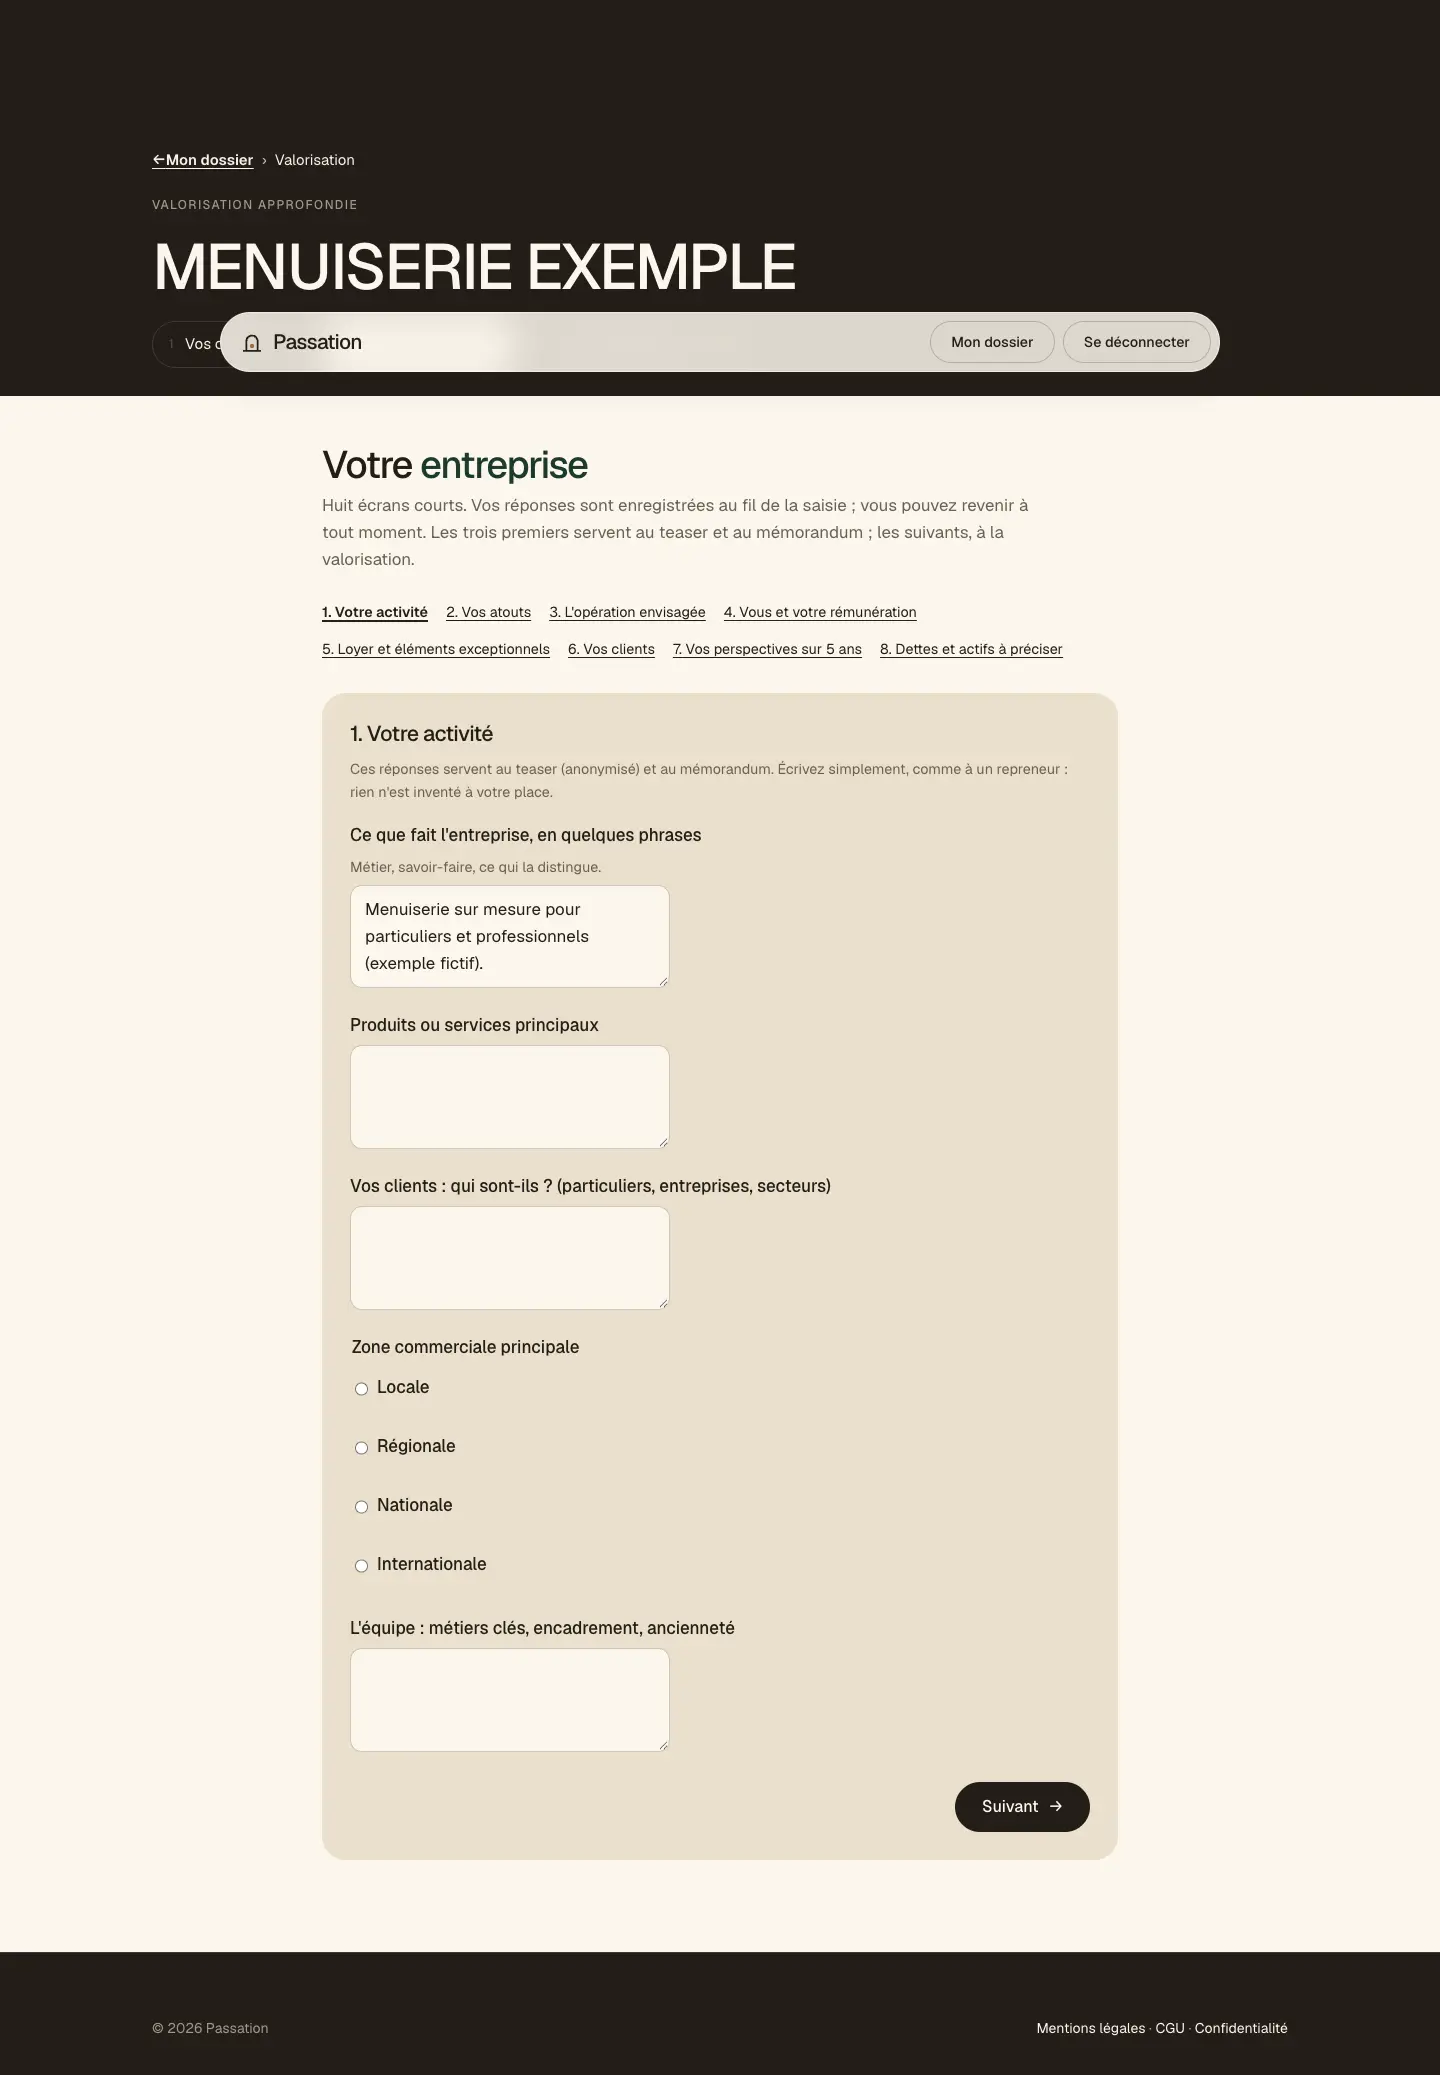 ←Mon dossier › Valorisation
VALORISATION APPROFONDIE
MENUISERIE EXEMPLE
1 Vos
Passation
Mon dossier
Se déconnecter
Votre entreprise
Huit écrans courts. Vos réponses sont enregistrées au fil de la saisie ; vous pouvez revenir à
tout moment. Les trois premiers servent au teaser et au mémorandum ; les suivants, à la
valorisation.
1. Votre activité 2. Vos atouts 3. L'opération envisagée 4. Vous et votre rémunération
5. Loyer et éléments exceptionnels 6. Vos clients 7. Vos perspectives sur 5 ans 8. Dettes et actifs à préciser
1. Votre activité
Ces réponses servent au teaser (anonymisé) et au mémorandum. Écrivez simplement, comme à un repreneur :
rien n'est inventé à votre place.
Ce que fait l'entreprise, en quelques phrases
Métier, savoir-faire, ce qui la distingue.
Menuiserie sur mesure pour
particuliers et professionnels
(exemple fictif).
Produits ou services principaux
Vos clients : qui sont-ils ? (particuliers, entreprises, secteurs)
Zone commerciale principale
Locale
Régionale
Nationale
Internationale
L'équipe : métiers clés, encadrement, ancienneté
Suivant →
© 2026 Passation
Mentions légales · CGU · Confidentialité